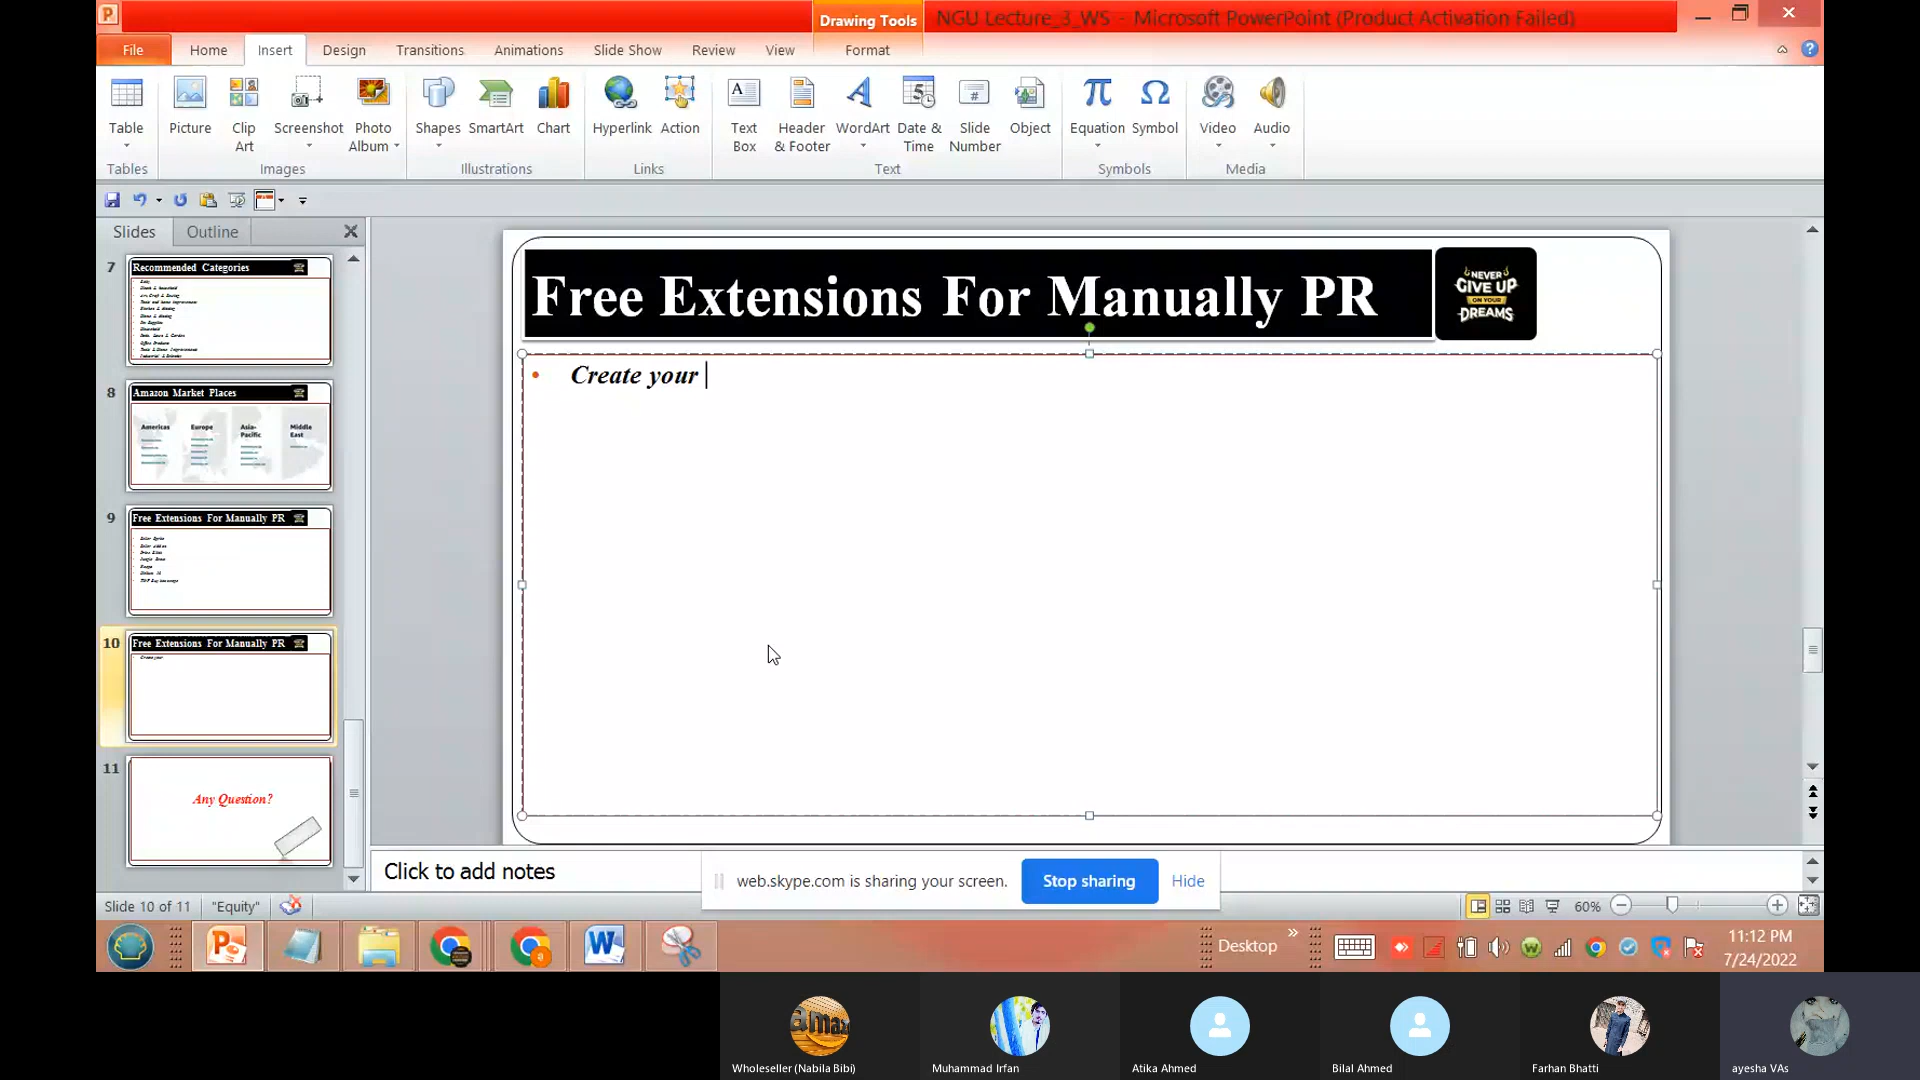 Drawing Tools
NGU Lecture_3_WS - Microsoft PowerPoint (Product Activation Failed)
File Home Insert Design Transitions Animations Slide Show Review View Format
Table Picture Clip Art Screenshot Photo Album Shapes SmartArt Chart Hyperlink Action Text Box Header & Footer WordArt Date & Time Slide Number Object Equation Symbol Video Audio
Tables Images Illustrations Links Text Symbols Media
Slides Outline
7
Recommended Categories
8
Amazon Market Places
Americas Europe Asia-Pacific Middle East
9
Free Extensions For Manually PR
10
Free Extensions For Manually PR
Create your
11
Any Question?
Free Extensions For Manually PR
NEVER
GIVE UP
ON YOUR
DREAMS
• Create your
Click to add notes
web.skype.com is sharing your screen. Stop sharing Hide
Slide 10 of 11 "Equity" 60%
Desktop
11:12 PM
7/24/2022
Wholeseller (Nabila Bibi) Muhammad Irfan Atika Ahmed Bilal Ahmed Farhan Bhatti ayesha VAs